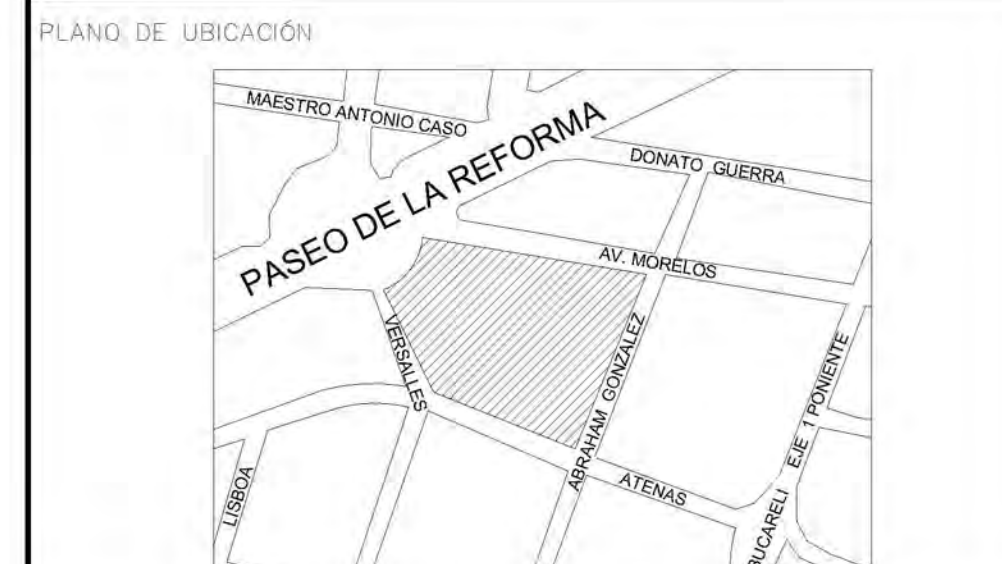 PLANO DE UBICACIÓN
MAESTRO ANTONIO CASO
PASEO DE LA REFORMA
DONATO GUERRA
AV. MORELOS
VERSALLES
ABRAHAM GONZALEZ
EJE 1 PONIENTE
LISBOA
ATENAS
BUCARELI